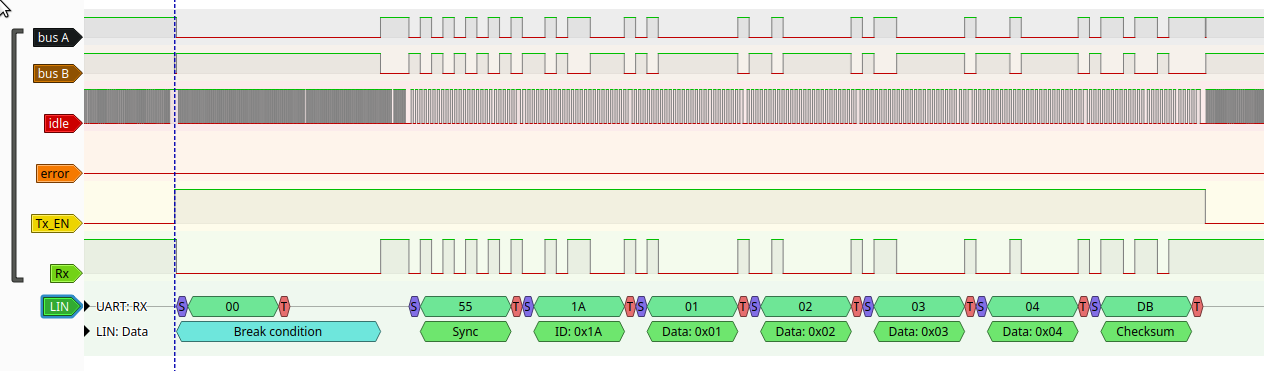 bus A
bus B
idle
error
Tx_EN
Rx
LIN UART: RX S 00 T S 55 T S 1A T S 01 T S 02 T S 03 T S 04 T S DB T
LIN: Data Break condition Sync ID: 0x1A Data: 0x01 Data: 0x02 Data: 0x03 Data: 0x04 Checksum